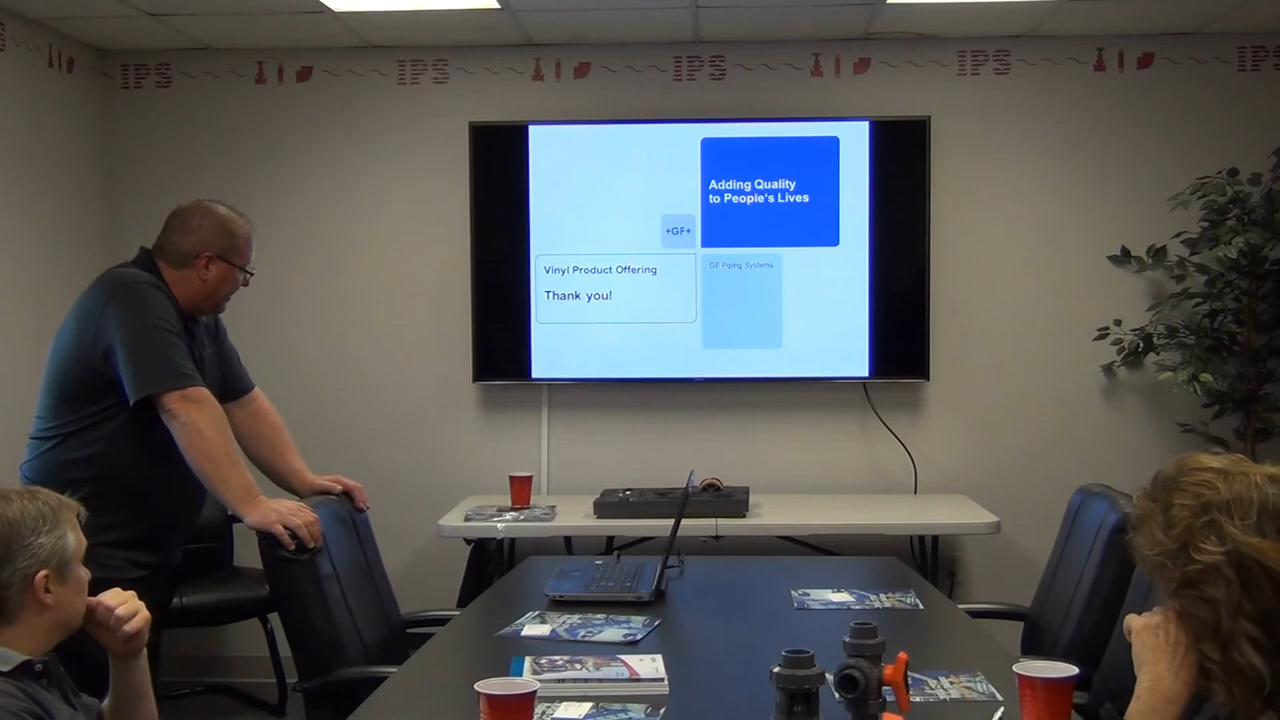 IPS IPS IPS IPS IPS
Adding Quality
to People's Lives
+GF+
Vinyl Product Offering
Thank you!
GF Piping Systems